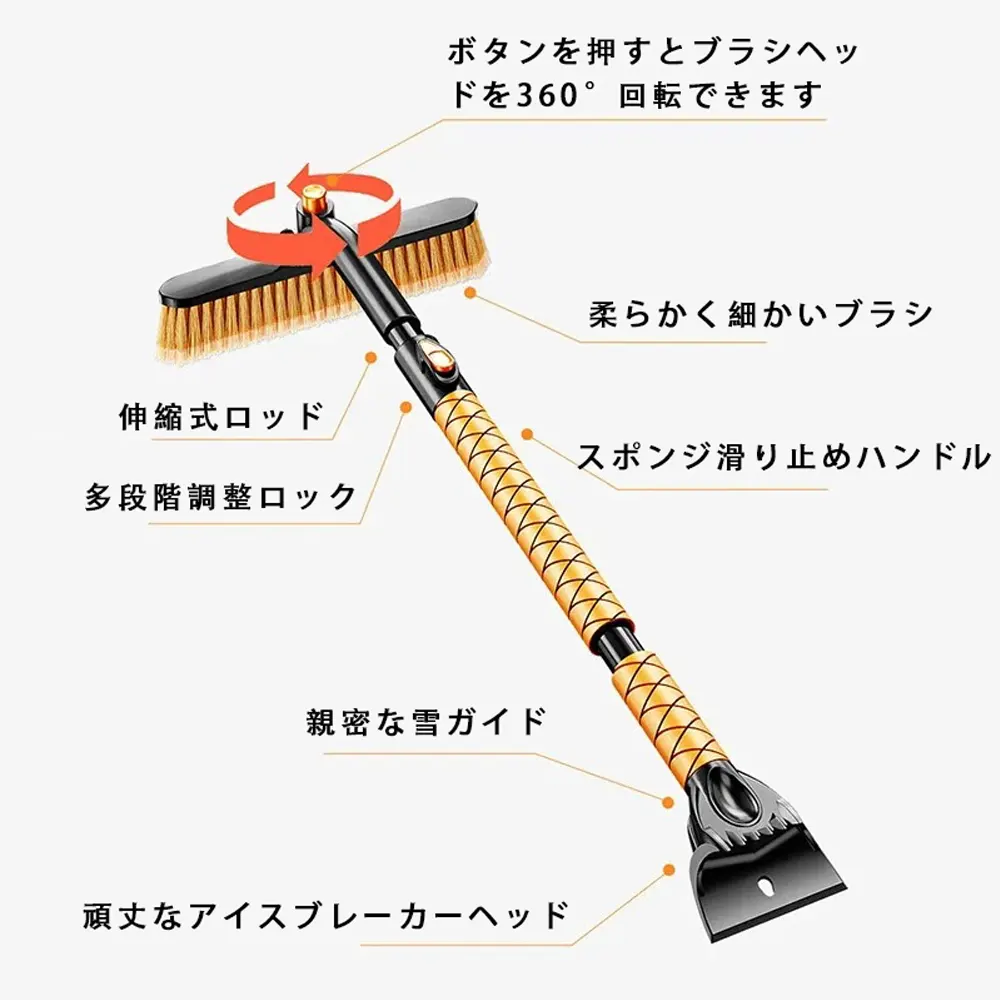 ボタンを押すとブラシヘッ
ドを360°回転できます
柔らかく細かいブラシ
伸縮式ロッド
スポンジ滑り止めハンドル
多段階調整ロック
親密な雪ガイド
頑丈なアイスブレーカーヘッド